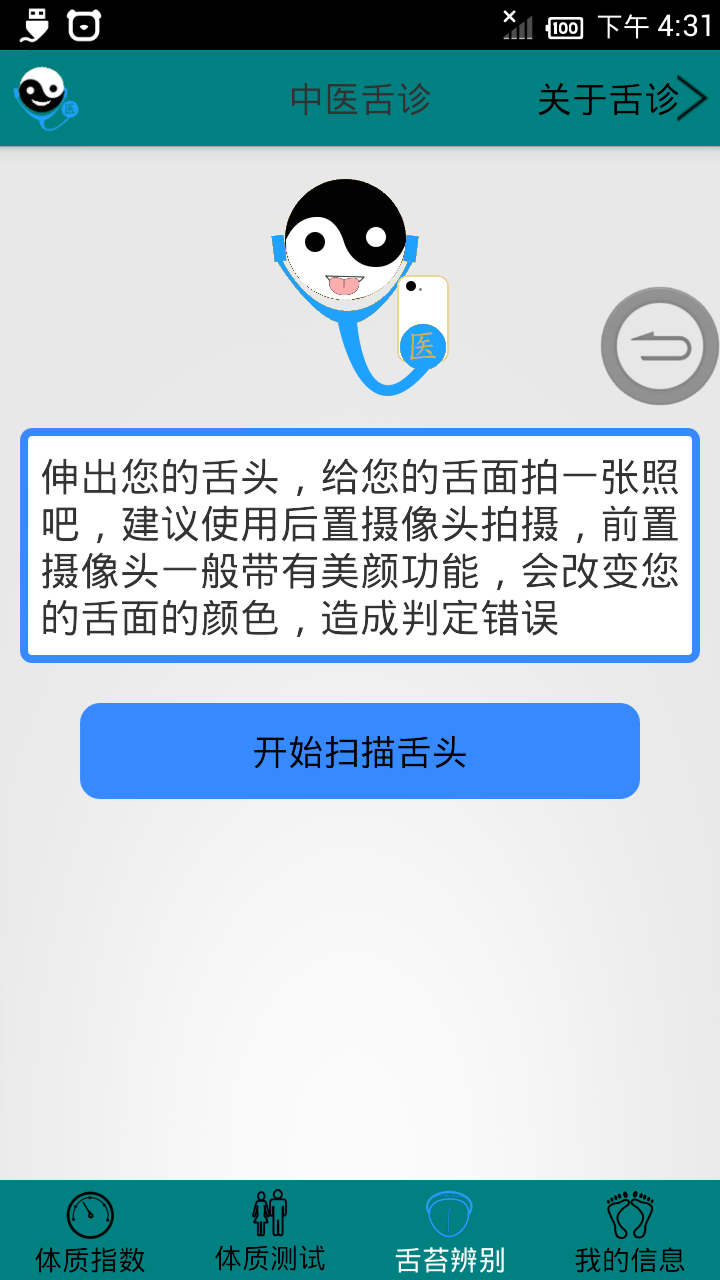 100 下午 4:31
医 中医舌诊 关于舌诊
医
伸出您的舌头，给您的舌面拍一张照
吧，建议使用后置摄像头拍摄，前置
摄像头一般带有美颜功能，会改变您
的舌面的颜色，造成判定错误
开始扫描舌头
体质指数 体质测试 舌苔辨别 我的信息